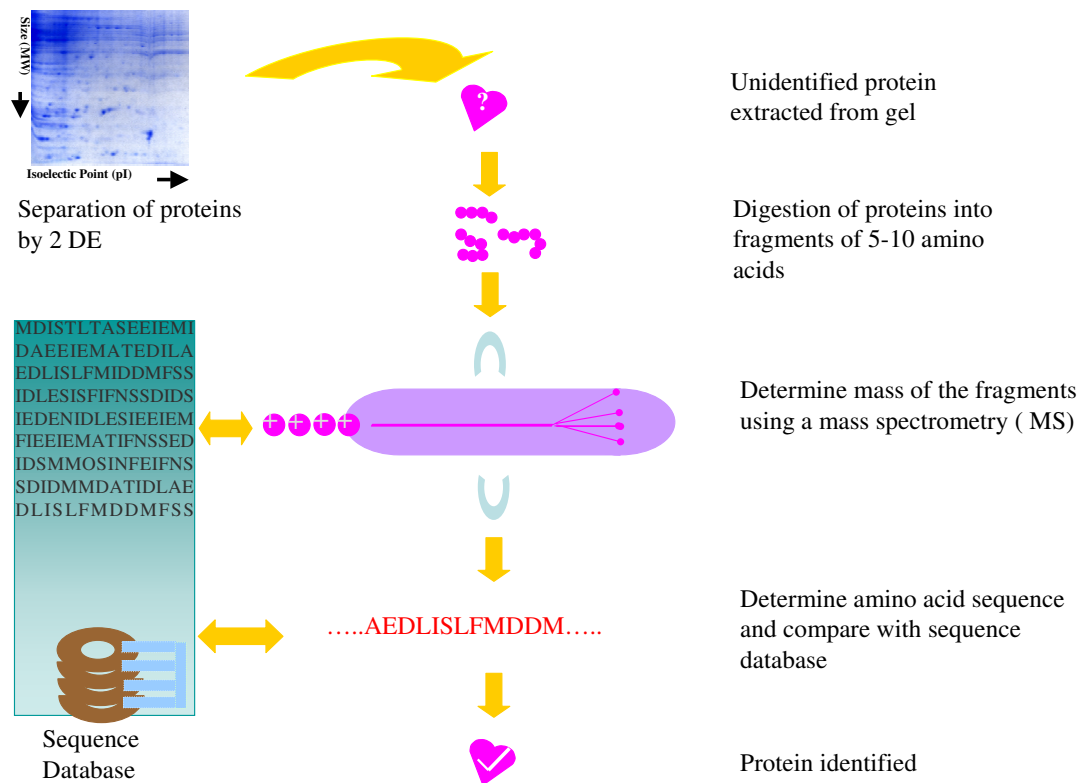 Size (MW)
?
Unidentified protein
extracted from gel
Isoelectic Point (pI)
Separation of proteins
by 2 DE
Digestion of proteins into
fragments of 5-10 amino
acids
MDISTLTASEEIEMI
DAEEIEMATEDILA
EDLISLFMIDDMFSS
IDLESISFIFNSSDIDS
IEDENIDLESIEEIEM
FIEEIEMATIFNSSED
IDSMMOSINFEIFNS
SDIDMMDATIDLAE
DLISLFMDDMFSS
+ + + +
Determine mass of the fragments
using a mass spectrometry ( MS)
…..AEDLISLFMDDM…..
Determine amino acid sequence
and compare with sequence
database
Sequence
Database
Protein identified